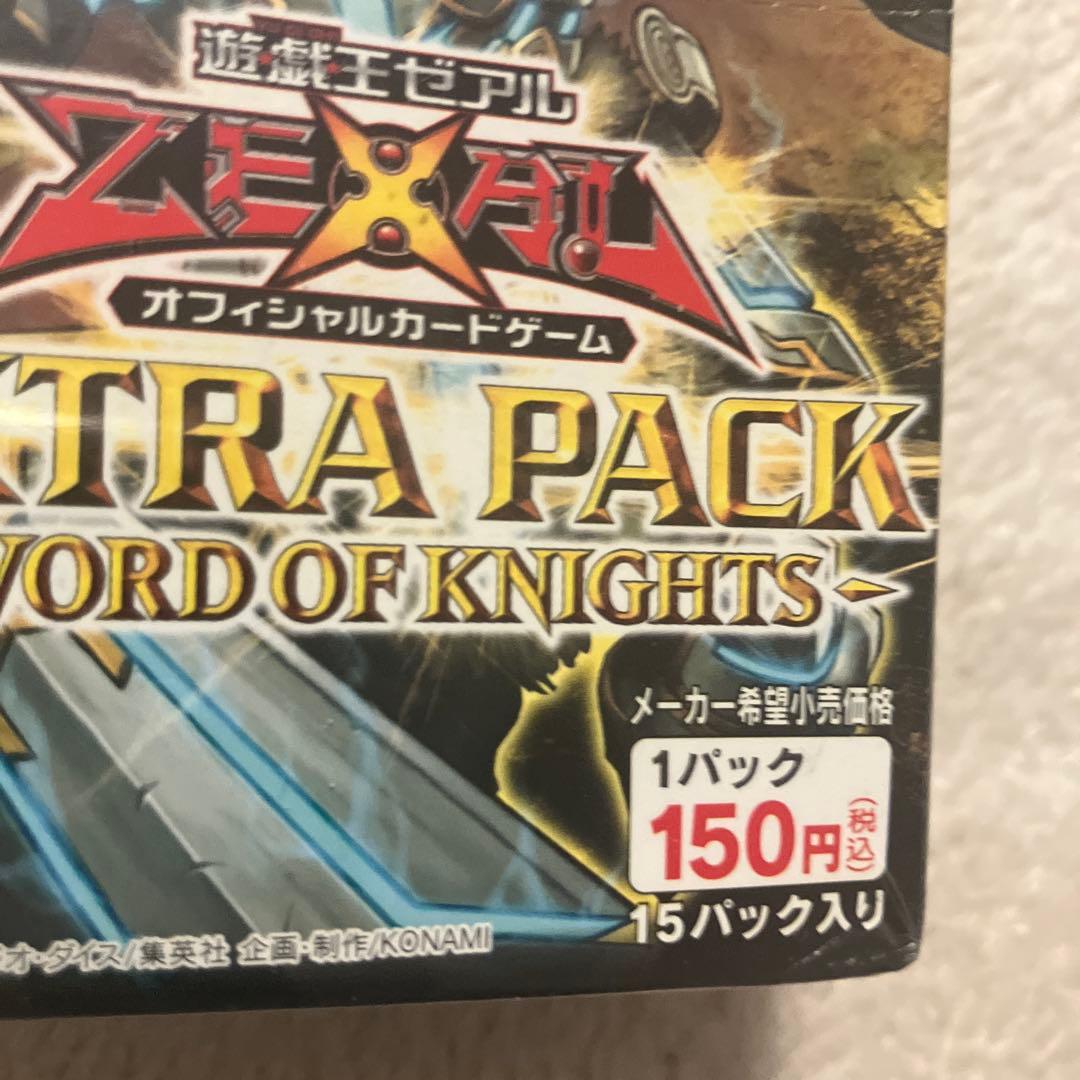 遊☆戯☆王ゼアル
ZEXAL
オフィシャルカードゲーム
XTRA PACK
WORD OF KNIGHTS -
メーカー希望小売価格
1パック
150円(税込)
15パック入り
オ・ダイス/集英社 企画・制作/KONAMI